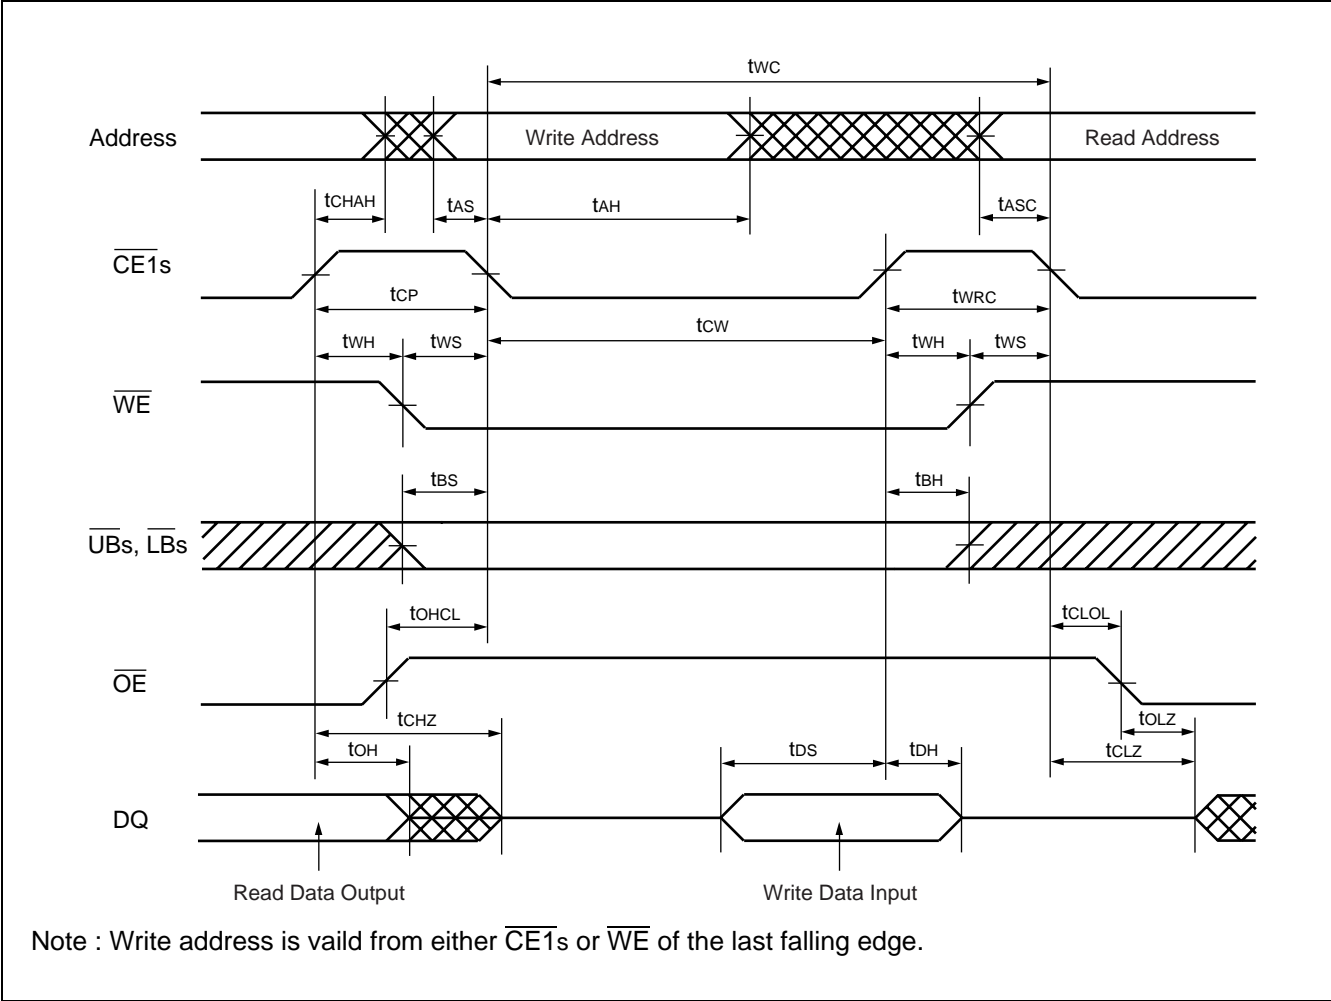 tWC
Address
Write Address
Read Address
tCHAH
tAS
tAH
tASC
CE1s
tCP
tWRC
tCW
tWH
tWS
tWH
tWS
WE
tBS
tBH
UBs, LBs
tOHCL
tCLOL
OE
tCHZ
tOLZ
tOH
tDS
tDH
tCLZ
DQ
Read Data Output
Write Data Input
Note : Write address is vaild from either CE1s or WE of the last falling edge.